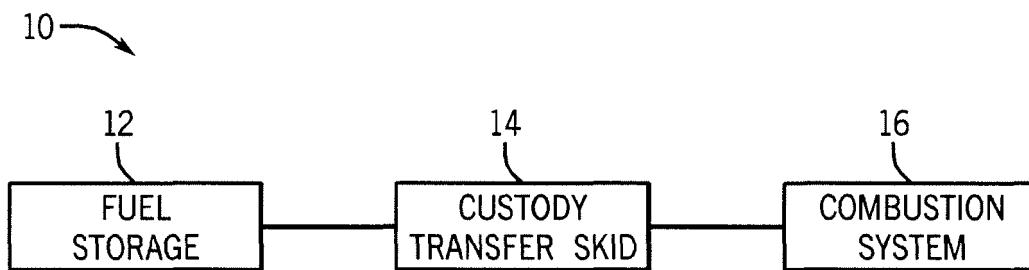 10
12
14
16
FUEL
STORAGE
CUSTODY
TRANSFER SKID
COMBUSTION
SYSTEM